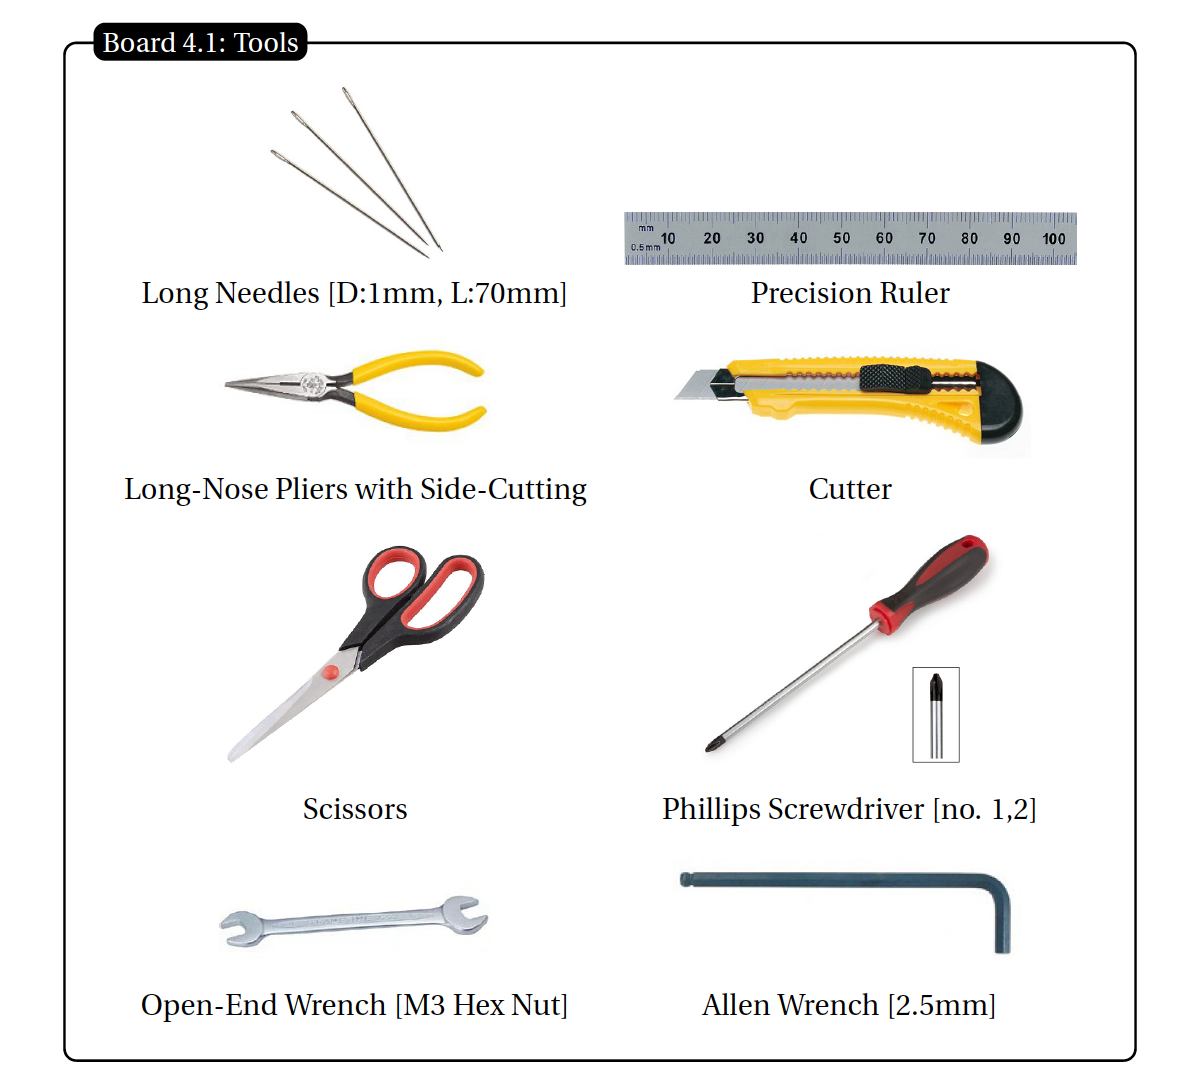 Board 4.1: Tools
mm
10 20 30 40 50 60 70 80 90 100
0.5mm
Long Needles [D:1mm, L:70mm]
Precision Ruler
Long-Nose Pliers with Side-Cutting
Cutter
Scissors
Phillips Screwdriver [no. 1,2]
Open-End Wrench [M3 Hex Nut]
Allen Wrench [2.5mm]